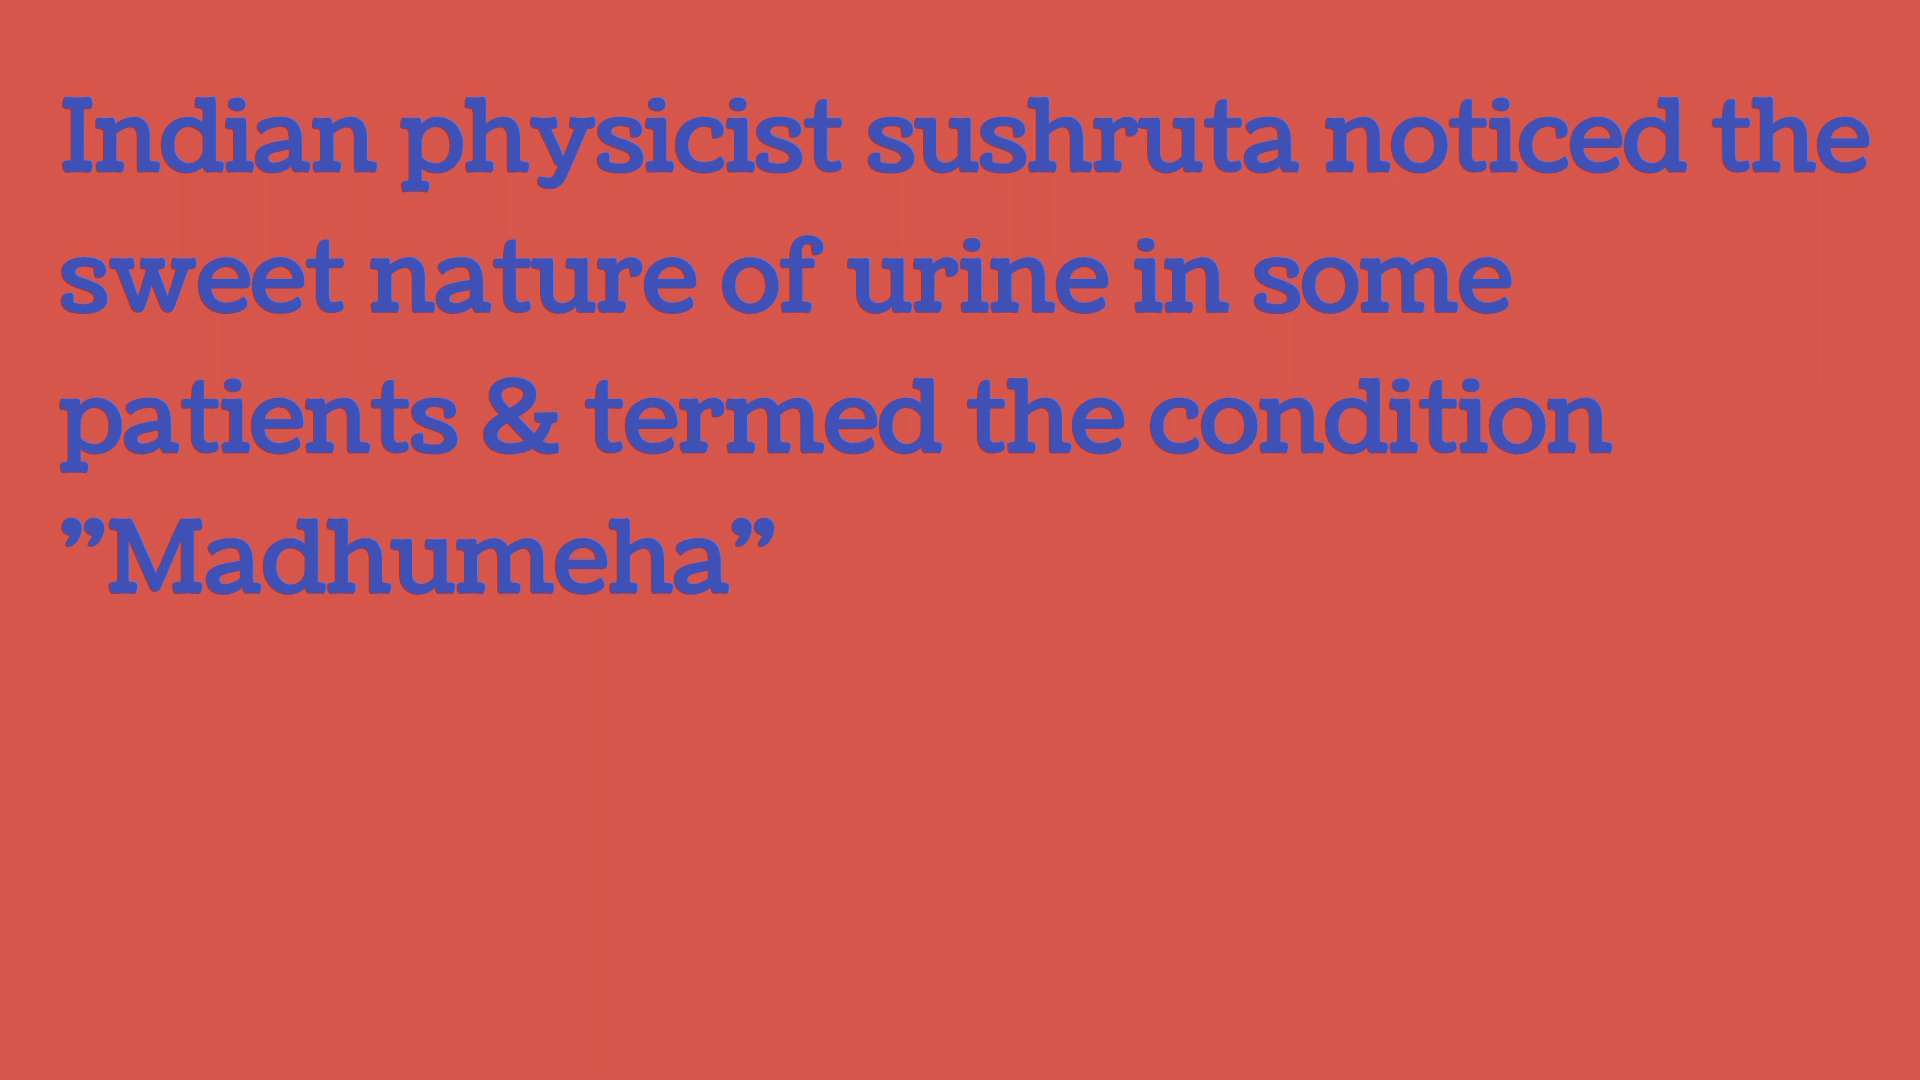 Indian physicist sushruta noticed the
sweet nature of urine in some
patients & termed the condition
”Madhumeha”